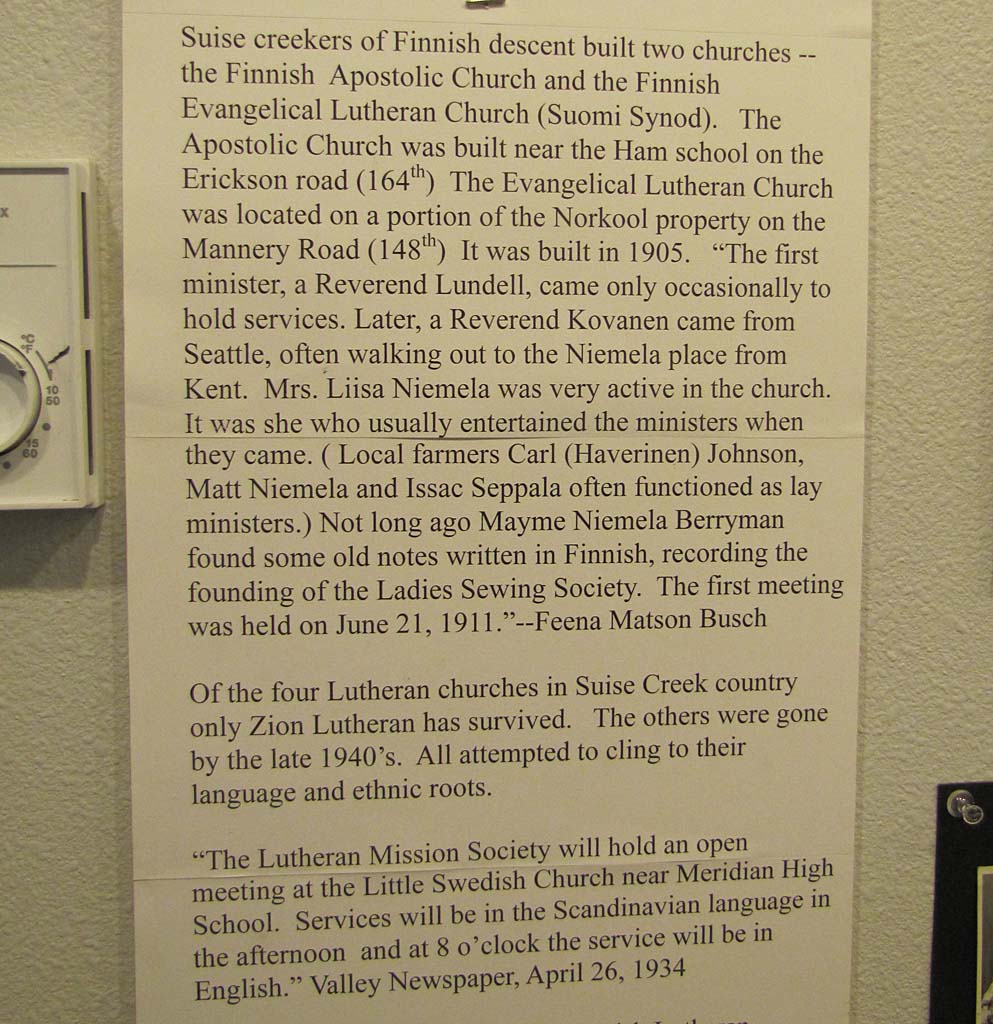 Suise creekers of Finnish descent built two churches --
the Finnish Apostolic Church and the Finnish
Evangelical Lutheran Church (Suomi Synod). The
Apostolic Church was built near the Ham school on the
Erickson road (164th) The Evangelical Lutheran Church
was located on a portion of the Norkool property on the
Mannery Road (148th) It was built in 1905. “The first
minister, a Reverend Lundell, came only occasionally to
hold services. Later, a Reverend Kovanen came from
Seattle, often walking out to the Niemela place from
Kent. Mrs. Liisa Niemela was very active in the church.
It was she who usually entertained the ministers when
they came. ( Local farmers Carl (Haverinen) Johnson,
Matt Niemela and Issac Seppala often functioned as lay
ministers.) Not long ago Mayme Niemela Berryman
found some old notes written in Finnish, recording the
founding of the Ladies Sewing Society. The first meeting
was held on June 21, 1911.”--Feena Matson Busch
Of the four Lutheran churches in Suise Creek country
only Zion Lutheran has survived. The others were gone
by the late 1940’s. All attempted to cling to their
language and ethnic roots.
“The Lutheran Mission Society will hold an open
meeting at the Little Swedish Church near Meridian High
School. Services will be in the Scandinavian language in
the afternoon and at 8 o’clock the service will be in
English.” Valley Newspaper, April 26, 1934
x
°C
°F
10
50
15
60